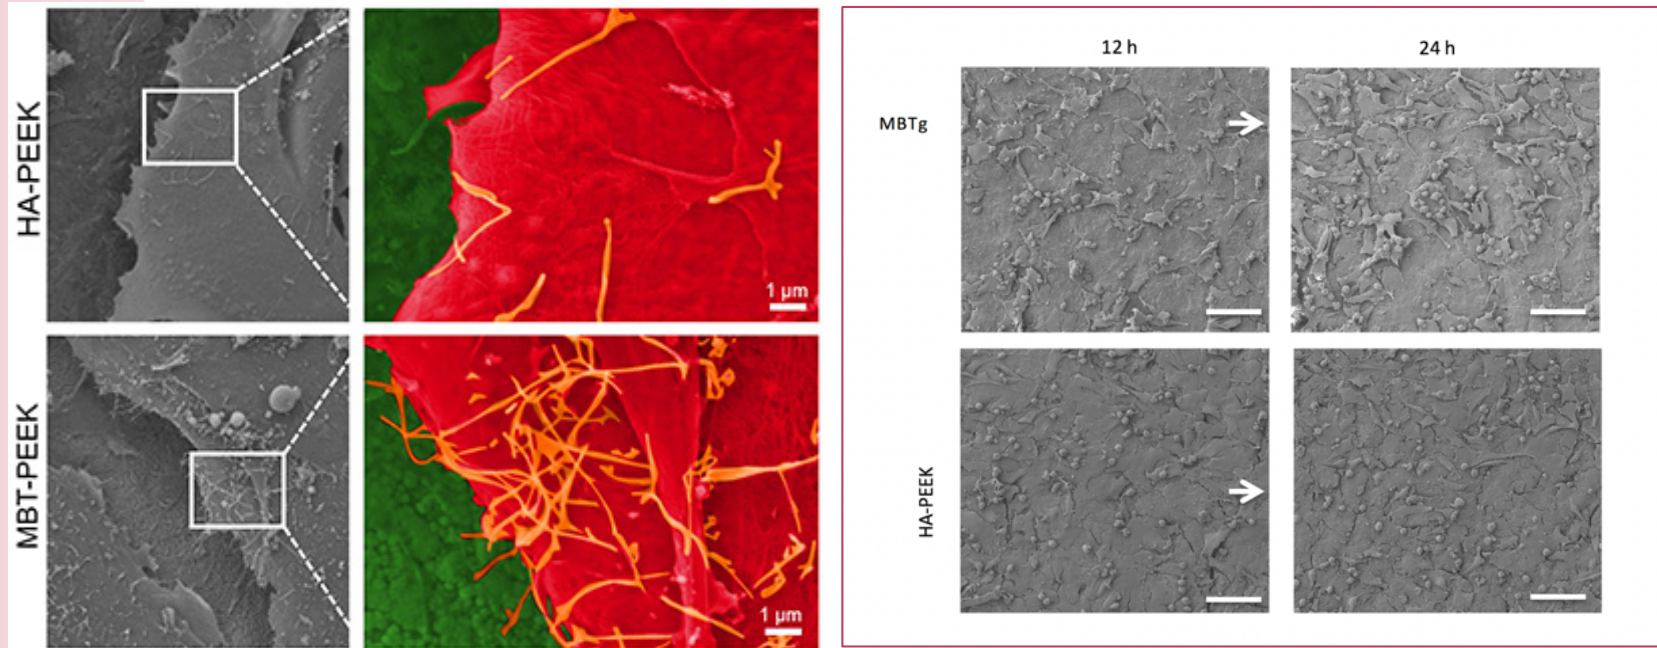 HA-PEEK
1 µm
MBT-PEEK
1 µm
12 h
24 h
MBTg
HA-PEEK